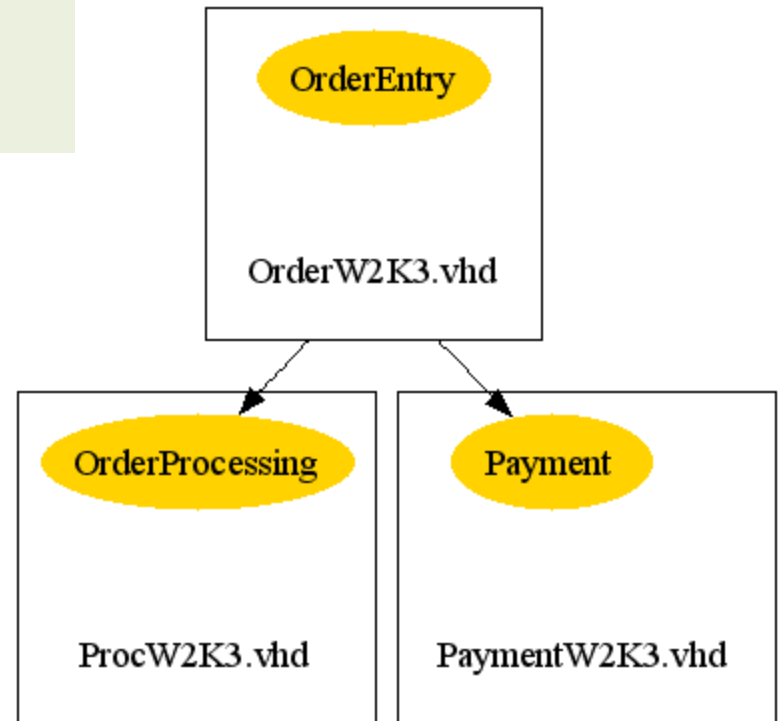 OrderEntry
OrderW2K3.vhd
OrderProcessing
Payment
ProcW2K3.vhd
PaymentW2K3.vhd